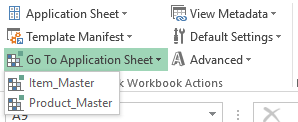 Application Sheet
View Metadata
Template Manifest
Default Settings
Go To Application Sheet
Advanced
Item_Master
Workbook Actions
Product_Master
A9